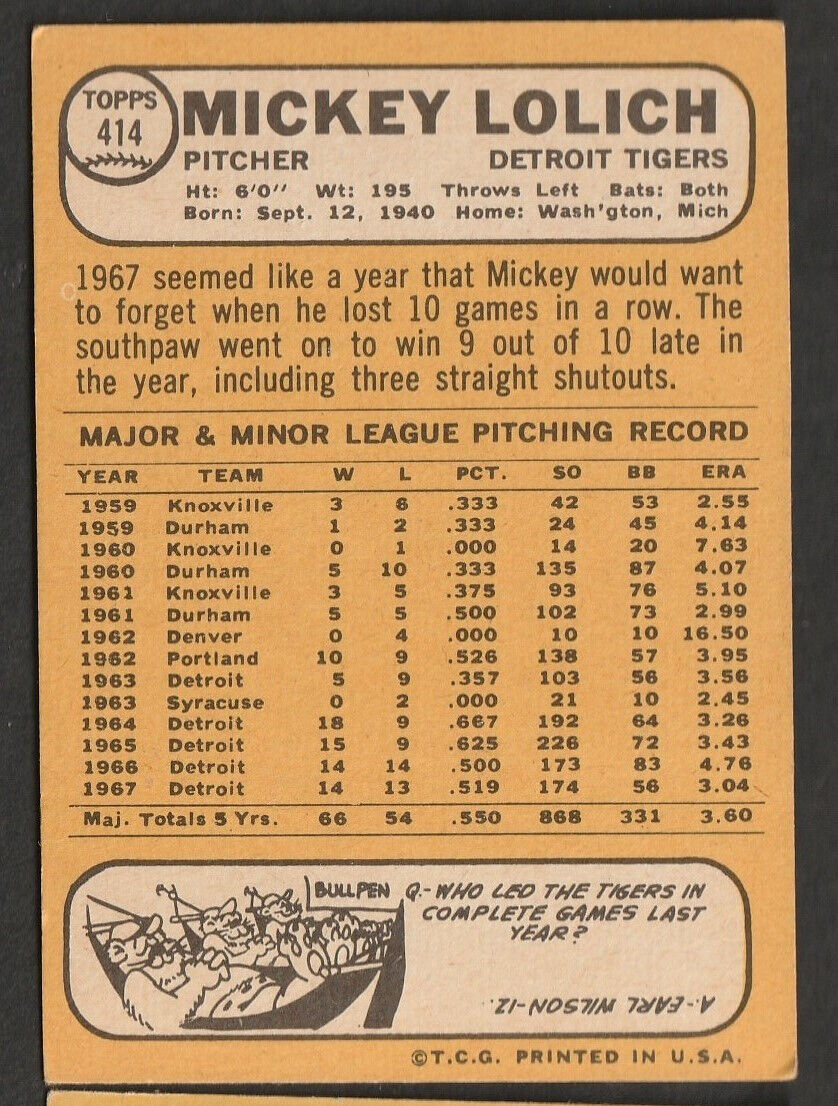 TOPPS
414
MICKEY LOLICH
PITCHER DETROIT TIGERS
Ht: 6'0" Wt: 195 Throws Left Bats: Both
Born: Sept. 12, 1940 Home: Wash'gton, Mich
1967 seemed like a year that Mickey would want
to forget when he lost 10 games in a row. The
southpaw went on to win 9 out of 10 late in
the year, including three straight shutouts.
MAJOR & MINOR LEAGUE PITCHING RECORD
YEAR TEAM W L PCT. SO BB ERA
1959 Knoxville 3 6 .333 42 53 2.55
1959 Durham 1 2 .333 24 45 4.14
1960 Knoxville 0 1 .000 14 20 7.63
1960 Durham 5 10 .333 135 87 4.07
1961 Knoxville 3 5 .375 93 76 5.10
1961 Durham 5 5 .500 102 73 2.99
1962 Denver 0 4 .000 10 10 16.50
1962 Portland 10 9 .526 138 57 3.95
1963 Detroit 5 9 .357 103 56 3.56
1963 Syracuse 0 2 .000 21 10 2.45
1964 Detroit 18 9 .667 192 64 3.26
1965 Detroit 15 9 .625 226 72 3.43
1966 Detroit 14 14 .500 173 83 4.76
1967 Detroit 14 13 .519 174 56 3.04
Maj. Totals 5 Yrs. 66 54 .550 868 331 3.60
BULLPEN
Q.-WHO LED THE TIGERS IN
COMPLETE GAMES LAST
YEAR?
A.-EARL WILSON-12.
©T.C.G. PRINTED IN U.S.A.